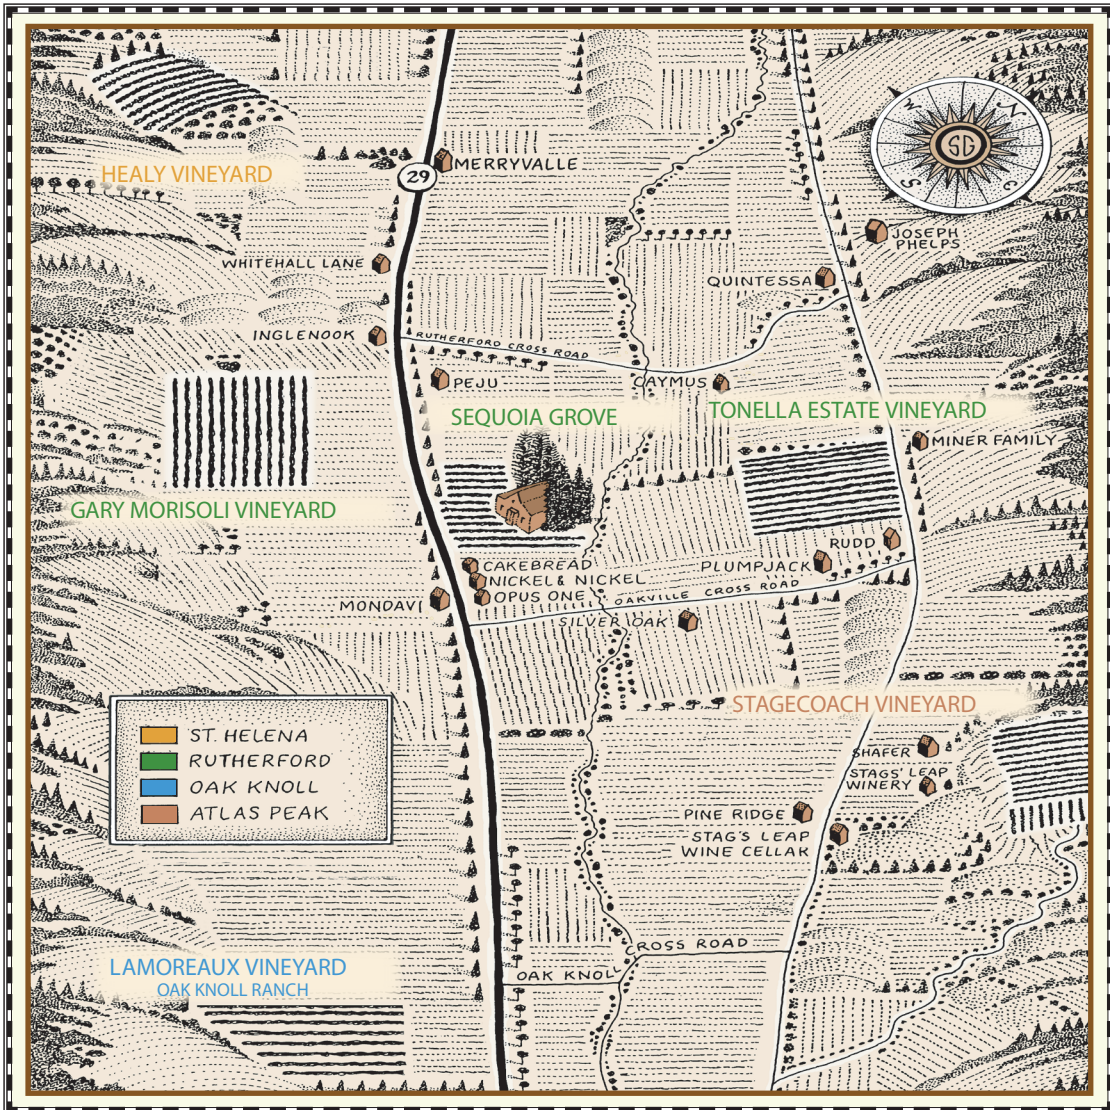 W
N
SG
S
MERRYVALLE
29
HEALY VINEYARD
JOSEPH
PHELPS
WHITEHALL LANE
QUINTESSA
INGLENOOK
RUTHERFORD CROSS ROAD
PEJU
CAYMUS
SEQUOIA GROVE
TONELLA ESTATE VINEYARD
MINER FAMILY
GARY MORISOLI VINEYARD
RUDD
CAKEBREAD
PLUMPJACK
NICKEL & NICKEL
OPUS ONE
OAKVILLE CROSS ROAD
MONDAVI
SILVER OAK
STAGECOACH VINEYARD
ST. HELENA
RUTHERFORD
OAK KNOLL
ATLAS PEAK
SHAFER
STAGS' LEAP
WINERY
PINE RIDGE
STAG'S LEAP
WINE CELLAR
OAK KNOLL
ROSS ROAD
LAMOREAUX VINEYARD
OAK KNOLL RANCH